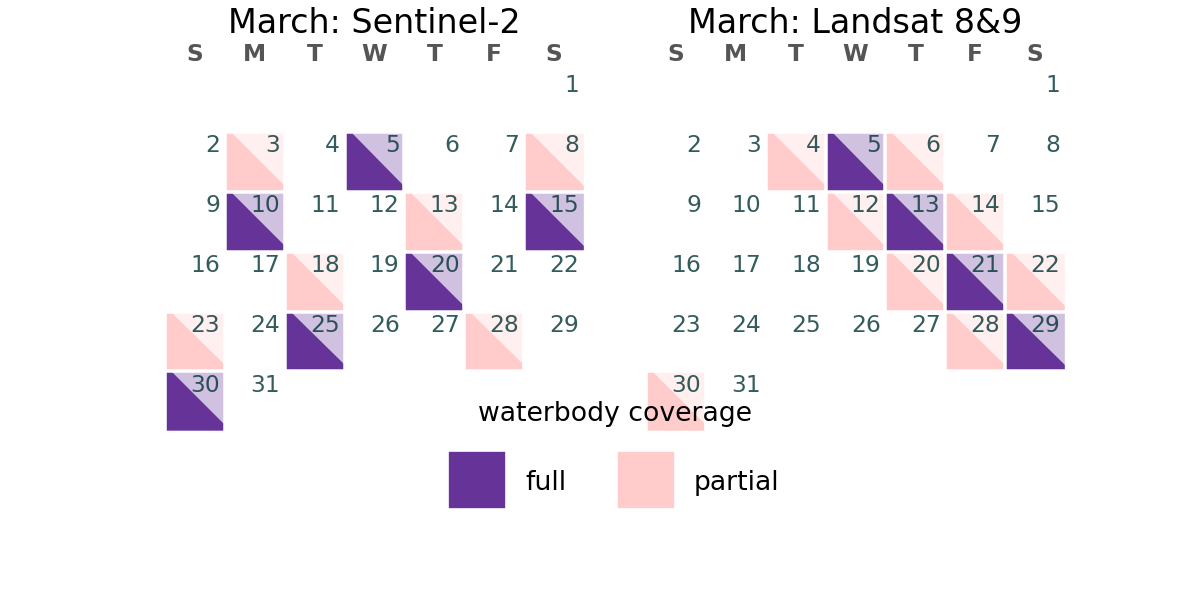 March: Sentinel-2
S M T W T F S
1
2 3 4 5 6 7 8
9 10 11 12 13 14 15
16 17 18 19 20 21 22
23 24 25 26 27 28 29
30 31
March: Landsat 8&9
S M T W T F S
1
2 3 4 5 6 7 8
9 10 11 12 13 14 15
16 17 18 19 20 21 22
23 24 25 26 27 28 29
30 31
waterbody coverage
full partial